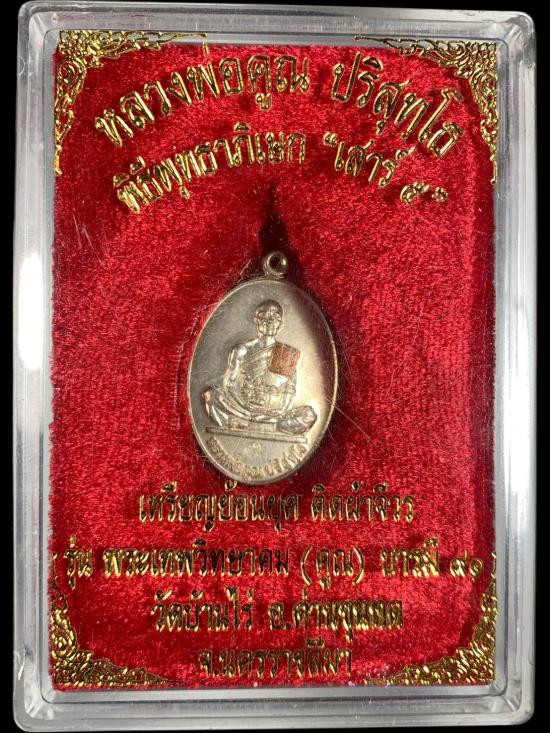 หลวงพ่อคูณ ปริสุทฺโธ
พิธีพุทธาภิเษก "เสาร์ ๕"
เหรียญย้อนยุค ติดผ้าจีวร
รุ่น พระเทพวิทยาคม (คูณ) บารมี ๙๑
วัดบ้านไร่ อ.ด่านขุนทด
จ.นครราชสีมา